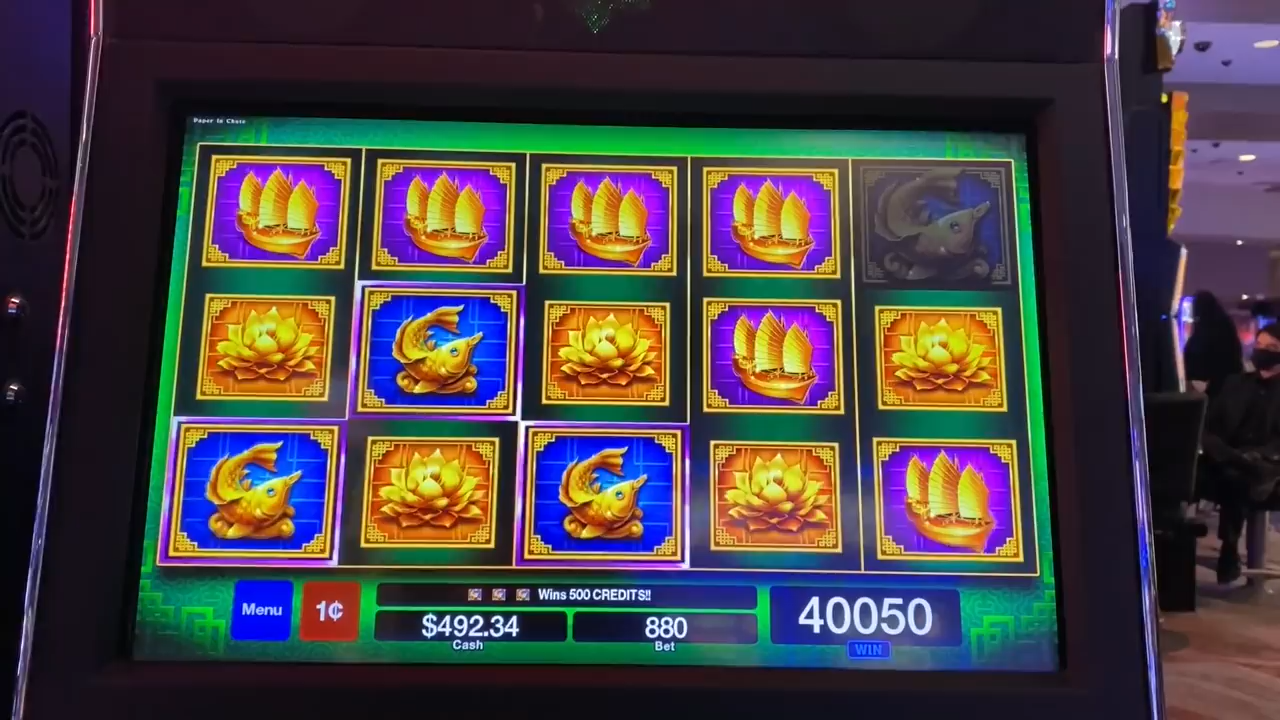 Paper In Chute
Menu
1¢
Wins 500 CREDITS!!
$492.34
Cash
880
Bet
40050
WIN